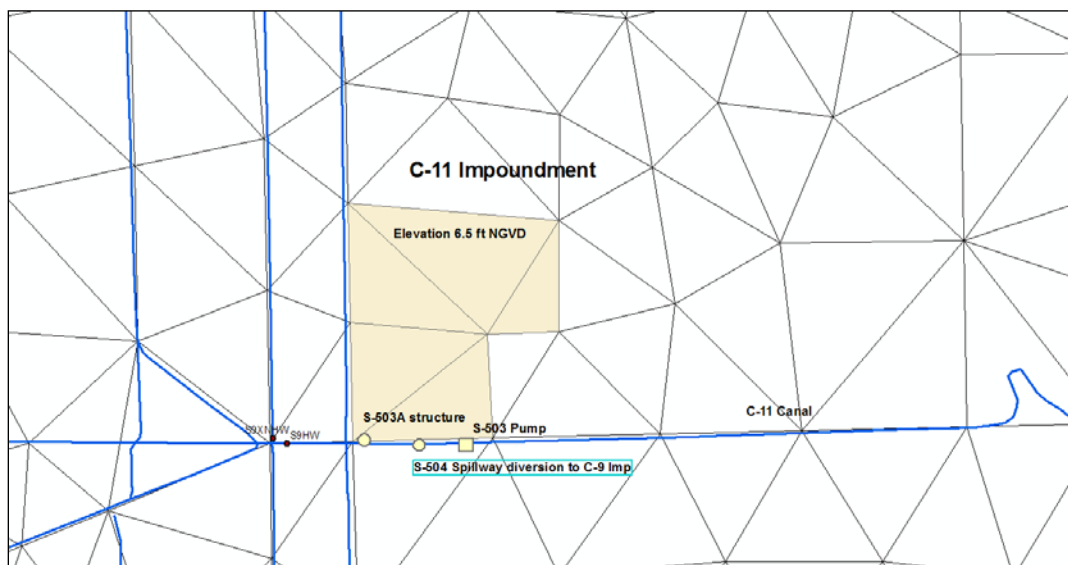 C-11 Impoundment
Elevation 6.5 ft NGVD
C-11 Canal
S-503A structure
S-503 Pump
S9XNHW
S9HW
S-504 Spillway diversion to C-9 Imp